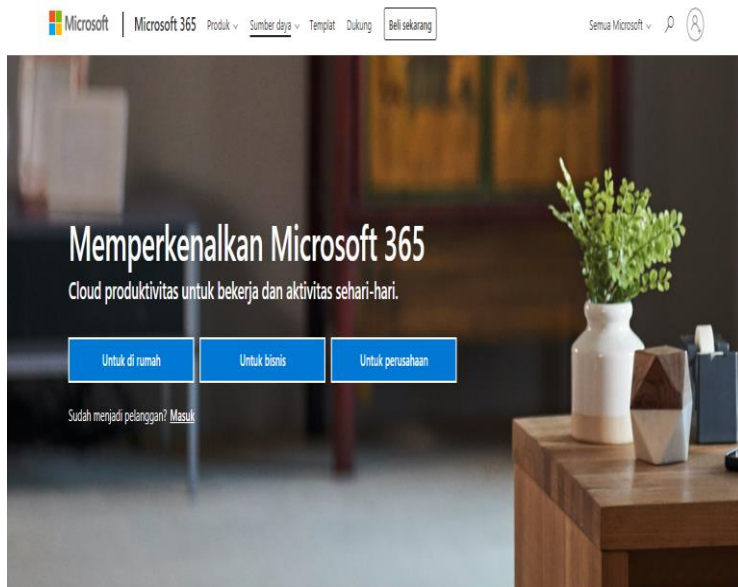 Microsoft Microsoft 365 Produk Sumber daya Templat Dukung Beli sekarang Semua Microsoft
Memperkenalkan Microsoft 365
Cloud produktivitas untuk bekerja dan aktivitas sehari-hari.
Untuk di rumah Untuk bisnis Untuk perusahaan
Sudah menjadi pelanggan? Masuk